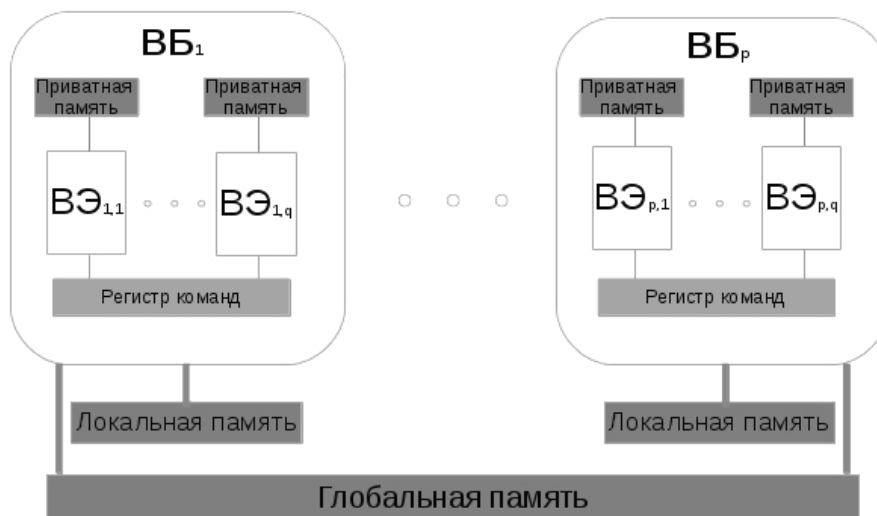 ВБ₁
ВБₚ
Приватная память
Приватная память
Приватная память
Приватная память
ВЭ₁,₁
ВЭ₁,q
ВЭₚ,₁
ВЭₚ,q
Регистр команд
Регистр команд
Локальная память
Локальная память
Глобальная память